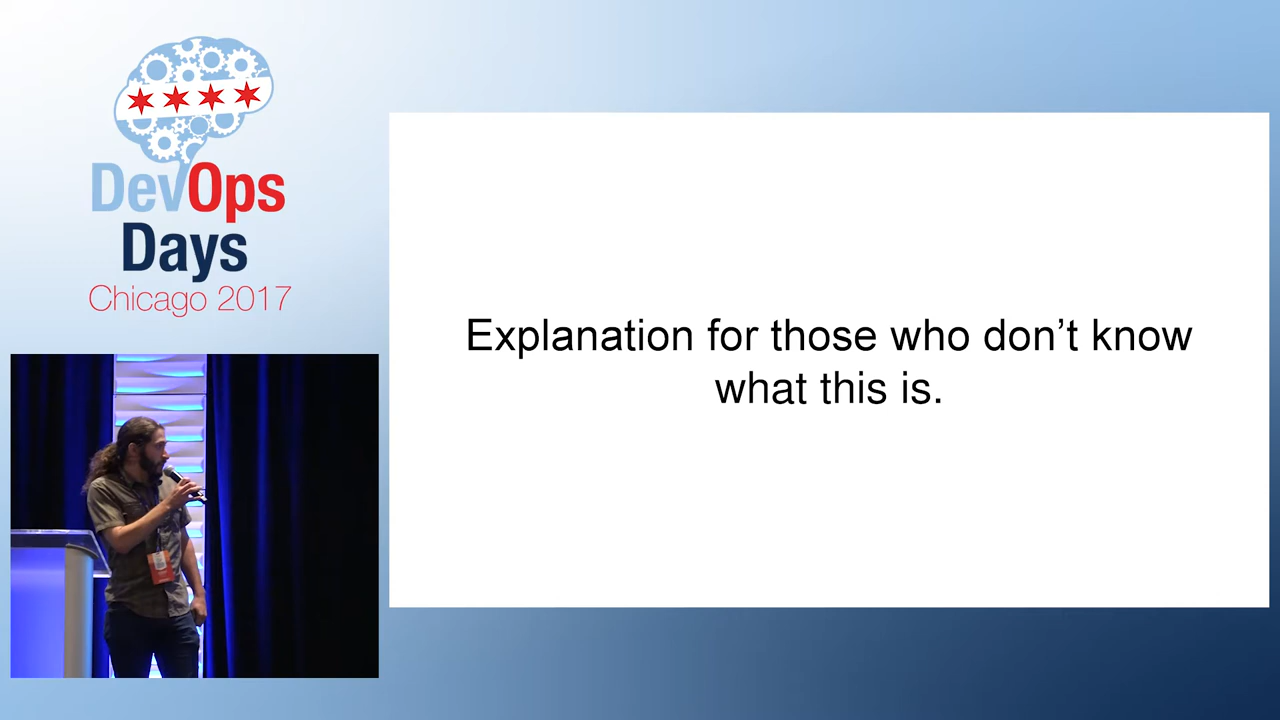 DevOps
Days
Chicago 2017
Explanation for those who don’t know
what this is.